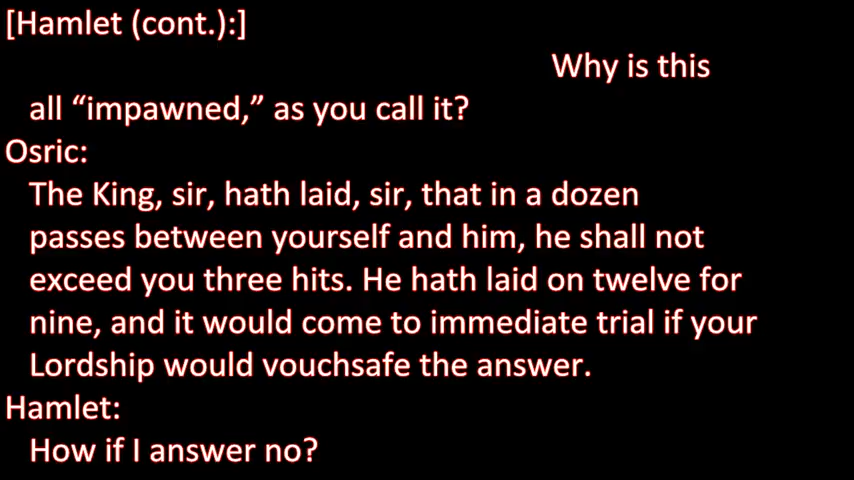 [Hamlet (cont.):]
Why is this
all “impawned,” as you call it?
Osric:
The King, sir, hath laid, sir, that in a dozen
passes between yourself and him, he shall not
exceed you three hits. He hath laid on twelve for
nine, and it would come to immediate trial if your
Lordship would vouchsafe the answer.
Hamlet:
How if I answer no?